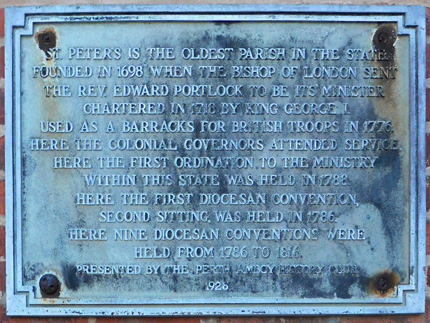 ST. PETERS IS THE OLDEST PARISH IN THE STATE.
FOUNDED IN 1698 WHEN THE BISHOP OF LONDON SENT
THE REV. EDWARD PORTLOCK TO BE ITS MINISTER
CHARTERED IN 1718 BY KING GEORGE I.
USED AS A BARRACKS FOR BRITISH TROOPS IN 1776.
HERE THE COLONIAL GOVERNORS ATTENDED SERVICE.
HERE THE FIRST ORDINATION TO THE MINISTRY
WITHIN THIS STATE WAS HELD IN 1788.
HERE THE FIRST DIOCESAN CONVENTION,
SECOND SITTING, WAS HELD IN 1786.
HERE NINE DIOCESAN CONVENTIONS WERE
HELD, FROM 1786 TO 1816.
PRESENTED BY THE PERTH AMBOY HISTORY CLUB.
1926